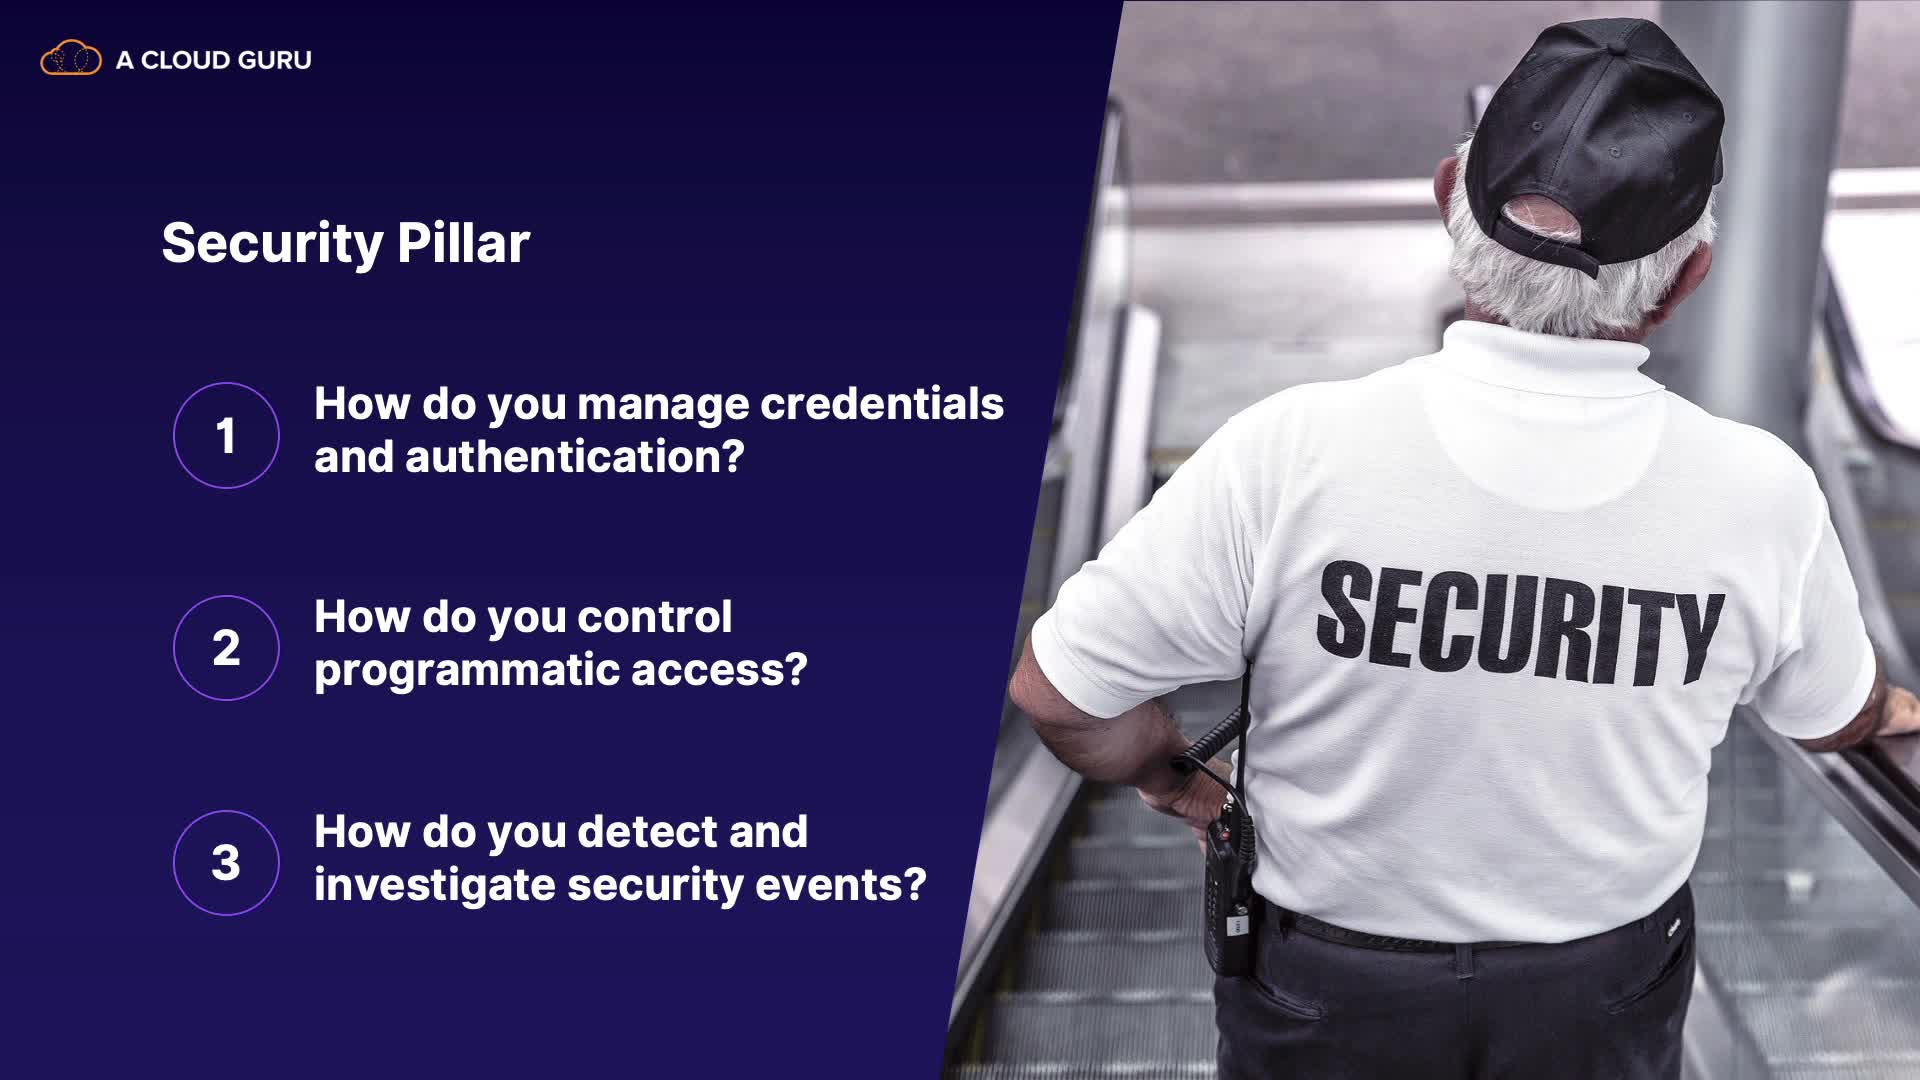 A CLOUD GURU
Security Pillar
1
How do you manage credentials
and authentication?
2
How do you control
programmatic access?
3
How do you detect and
investigate security events?
SECURITY